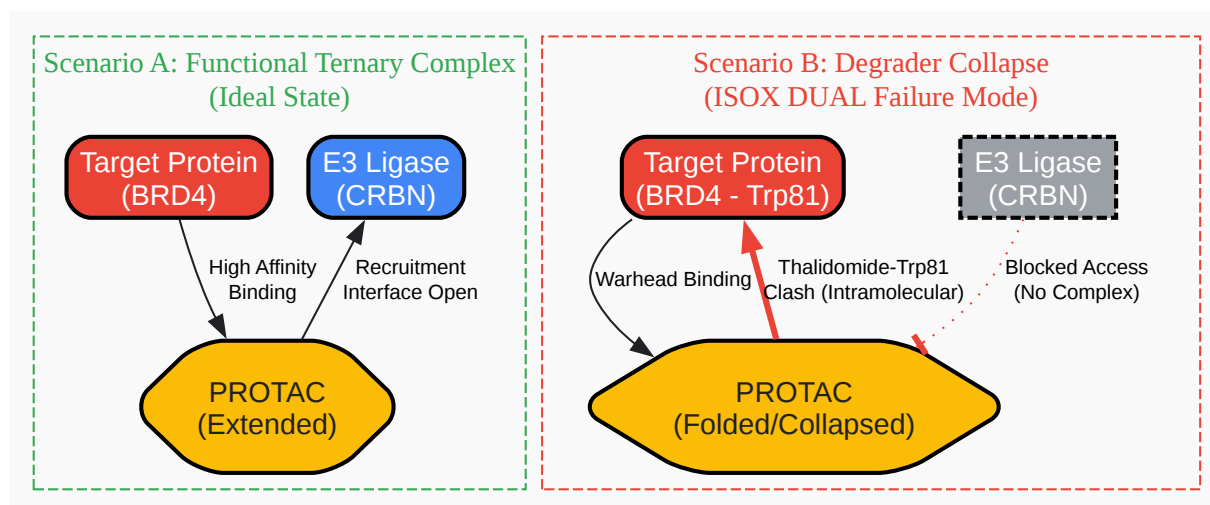 Scenario A: Functional Ternary Complex
(Ideal State)
Target Protein
(BRD4)
E3 Ligase
(CRBN)
High Affinity
Binding
Recruitment
Interface Open
PROTAC
(Extended)
Scenario B: Degrader Collapse
(ISOX DUAL Failure Mode)
Target Protein
(BRD4 - Trp81)
E3 Ligase
(CRBN)
Warhead Binding
Thalidomide-Trp81
Clash (Intramolecular)
Blocked Access
(No Complex)
PROTAC
(Folded/Collapsed)